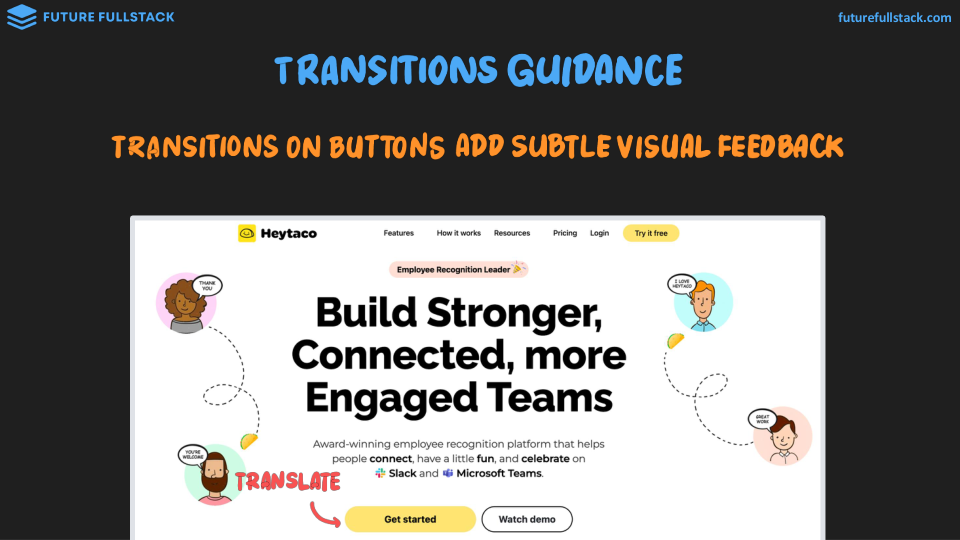 FUTURE FULLSTACK
futurefullstack.com
TRANSITIONS GUIDANCE
TRANSITIONS ON BUTTONS ADD SUBTLE VISUAL FEEDBACK
Heytaco
Features How it works Resources Pricing Login Try it free
Employee Recognition Leader
THANK
YOU
I LOVE
HEYTACO
Build Stronger,
Connected, more
Engaged Teams
GREAT
WORK
Award-winning employee recognition platform that helps
people connect, have a little fun, and celebrate on
Slack and Microsoft Teams.
YOU'RE
WELCOME
TRANSLATE
Get started
Watch demo